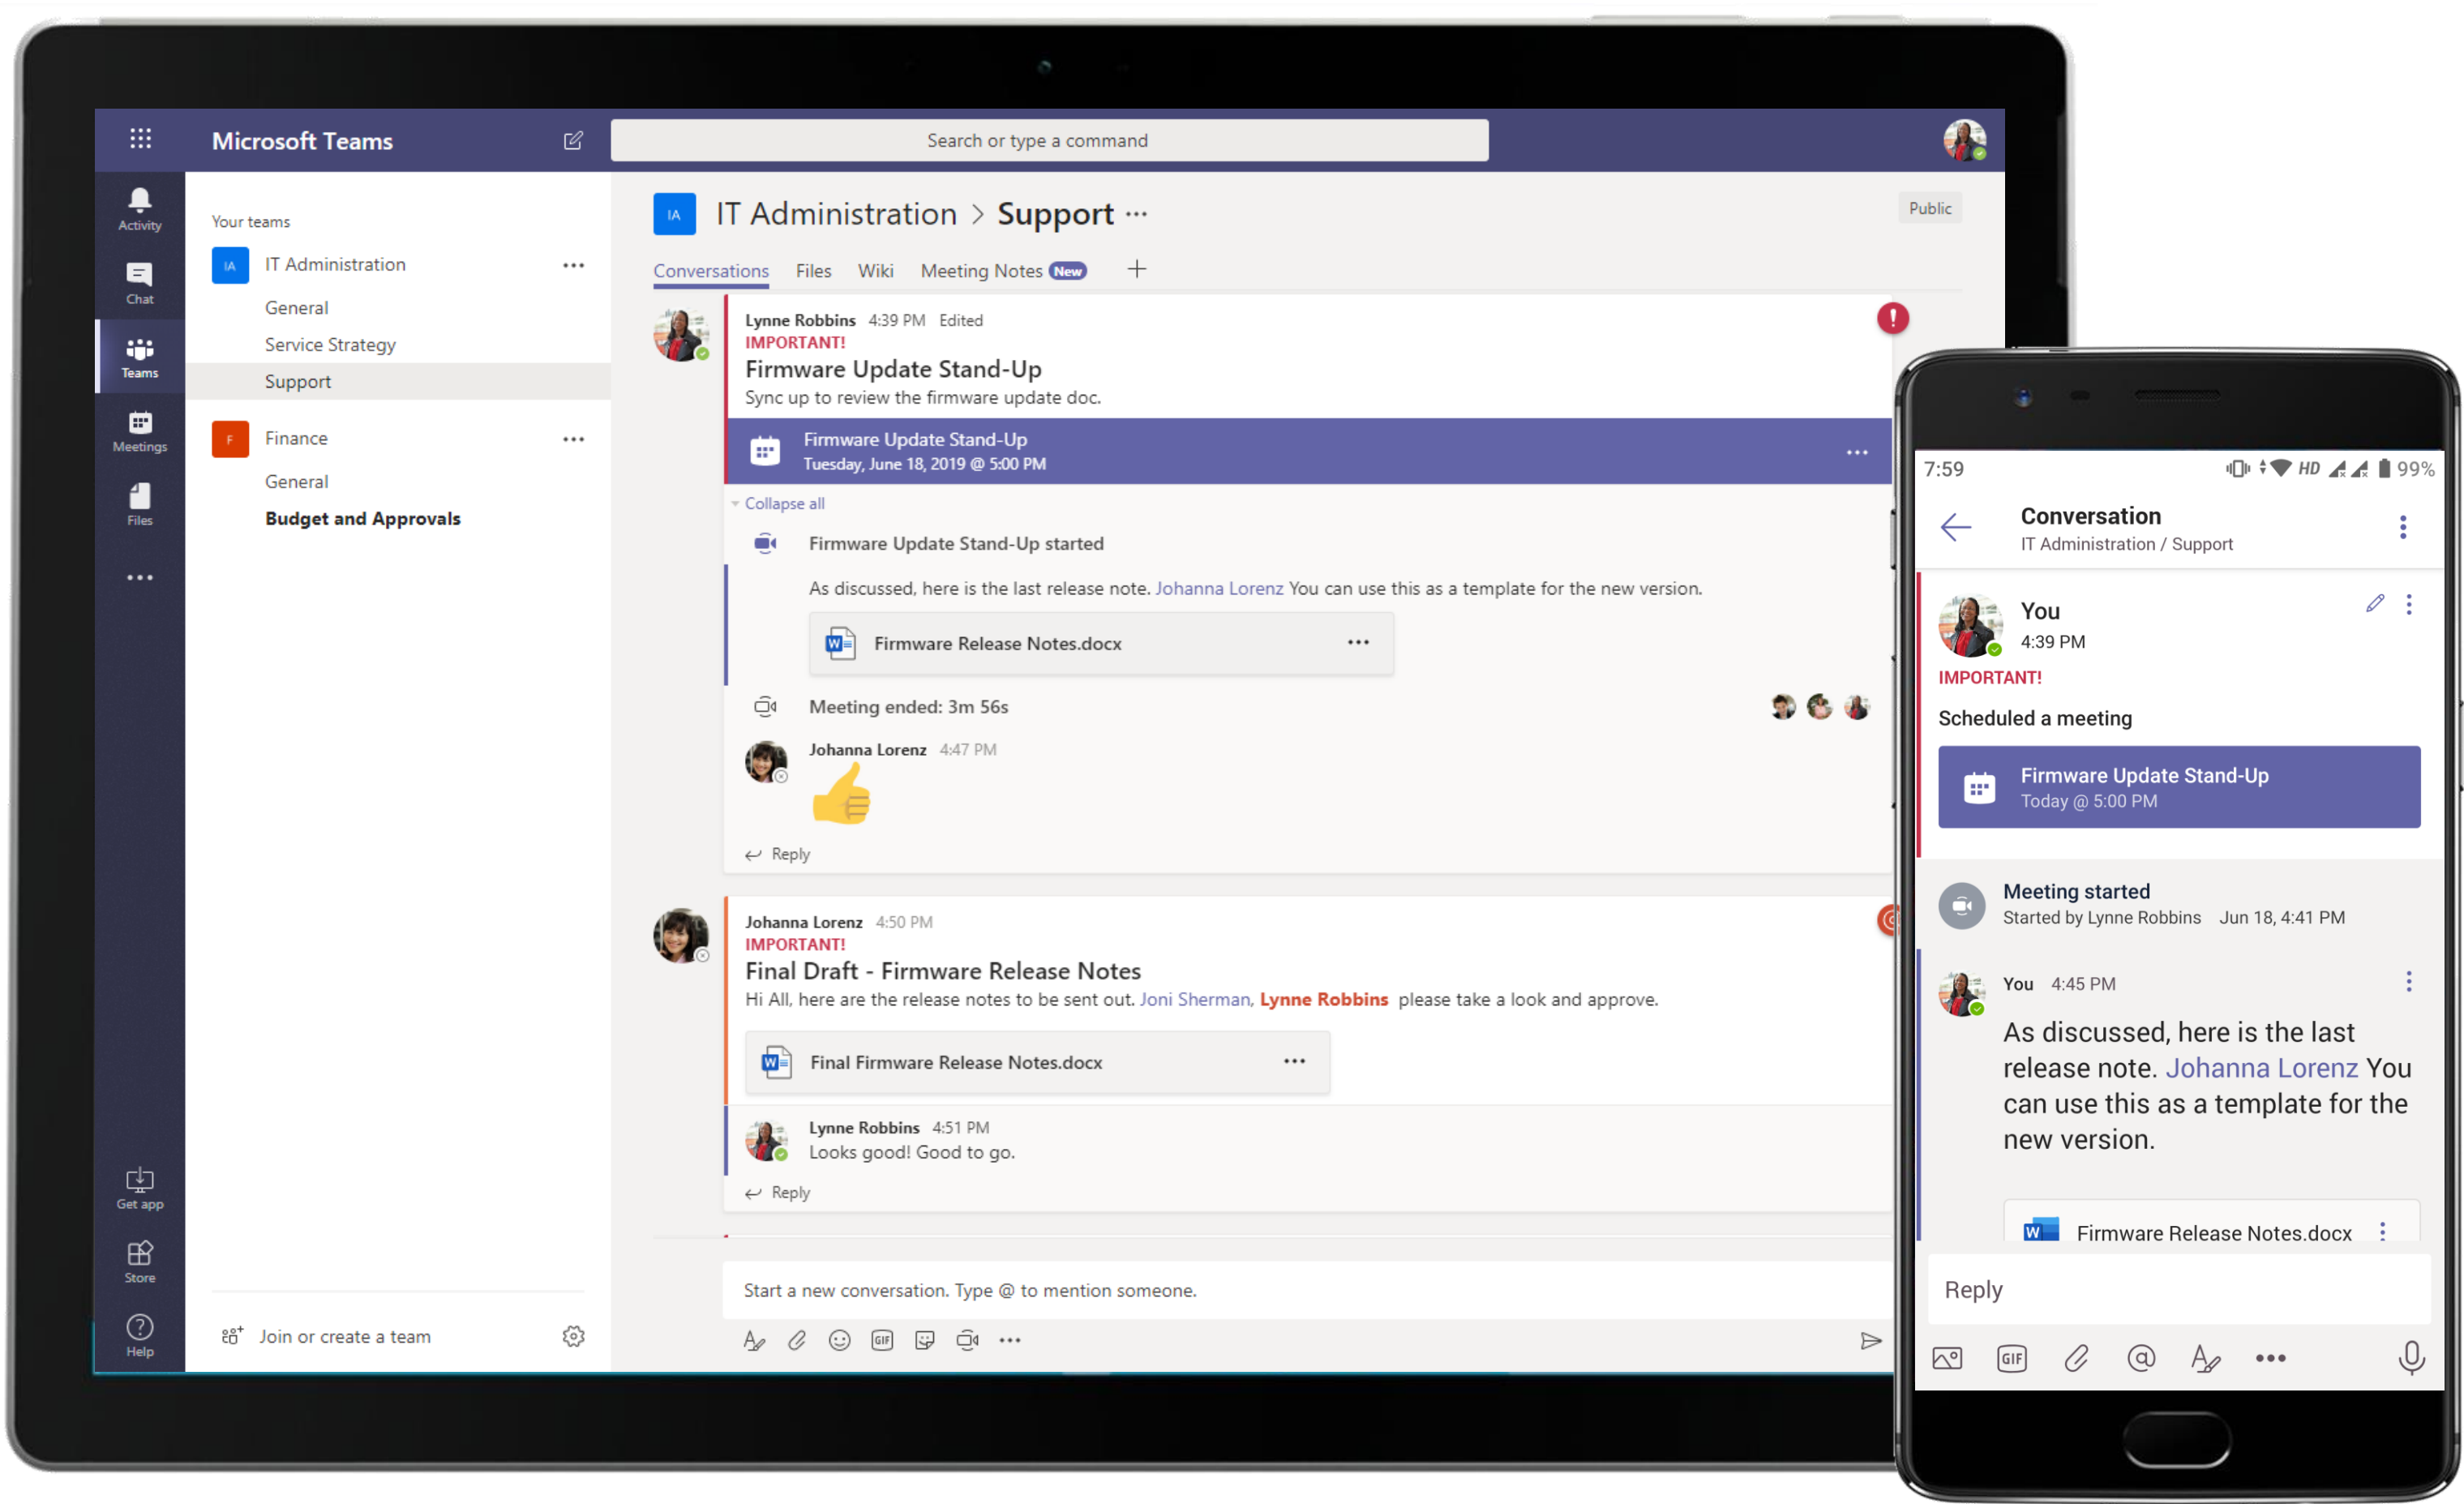 Microsoft Teams
Search or type a command
Activity
Chat
Teams
Meetings
Files
Get app
Store
Help
Your teams
IA
IT Administration
General
Service Strategy
Support
F
Finance
General
Budget and Approvals
Join or create a team
IA
IT Administration > Support
Public
Conversations Files Wiki Meeting Notes New
Lynne Robbins 4:39 PM Edited
IMPORTANT!
Firmware Update Stand-Up
Sync up to review the firmware update doc.
Firmware Update Stand-Up
Tuesday, June 18, 2019 @ 5:00 PM
Collapse all
Firmware Update Stand-Up started
As discussed, here is the last release note. Johanna Lorenz You can use this as a template for the new version.
Firmware Release Notes.docx
Meeting ended: 3m 56s
Johanna Lorenz 4:47 PM
Reply
Johanna Lorenz 4:50 PM
IMPORTANT!
Final Draft - Firmware Release Notes
Hi All, here are the release notes to be sent out. Joni Sherman, Lynne Robbins please take a look and approve.
Final Firmware Release Notes.docx
Lynne Robbins 4:51 PM
Looks good! Good to go.
Reply
Start a new conversation. Type @ to mention someone.
GIF
7:59
HD
99%
Conversation
IT Administration / Support
You
4:39 PM
IMPORTANT!
Scheduled a meeting
Firmware Update Stand-Up
Today @ 5:00 PM
Meeting started
Started by Lynne Robbins Jun 18, 4:41 PM
You 4:45 PM
As discussed, here is the last
release note. Johanna Lorenz You
can use this as a template for the
new version.
Firmware Release Notes.docx
Reply
GIF